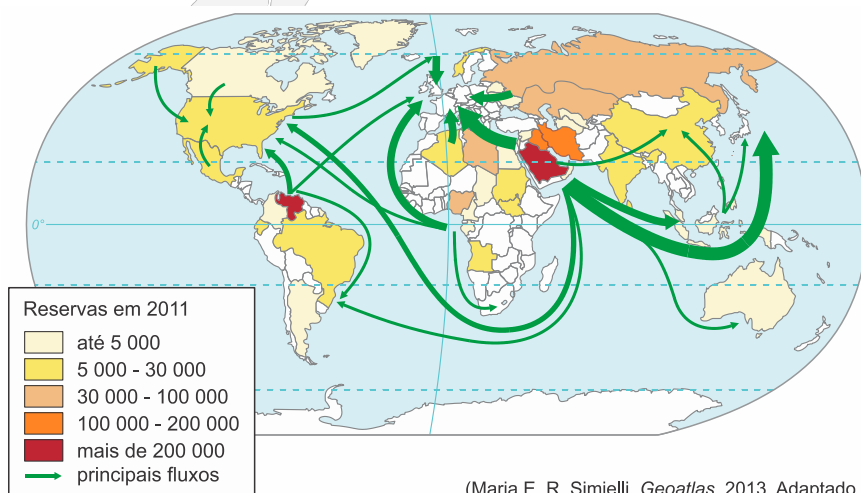 0°
Reservas em 2011
até 5 000
5 000 - 30 000
30 000 - 100 000
100 000 - 200 000
mais de 200 000
principais fluxos
(Maria E. R. Simielli. Geoatlas, 2013. Adaptado